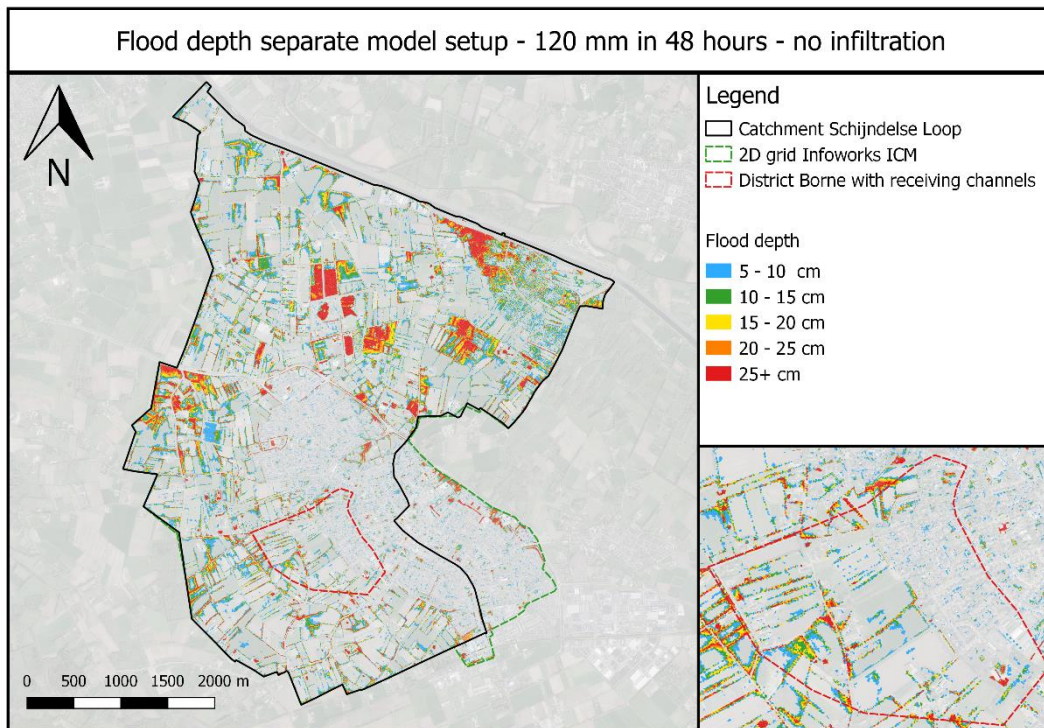 Flood depth separate model setup - 120 mm in 48 hours - no infiltration
N
Legend
Catchment Schijndelse Loop
2D grid Infoworks ICM
District Borne with receiving channels
Flood depth
5 - 10 cm
10 - 15 cm
15 - 20 cm
20 - 25 cm
25+ cm
0 500 1000 1500 2000 m